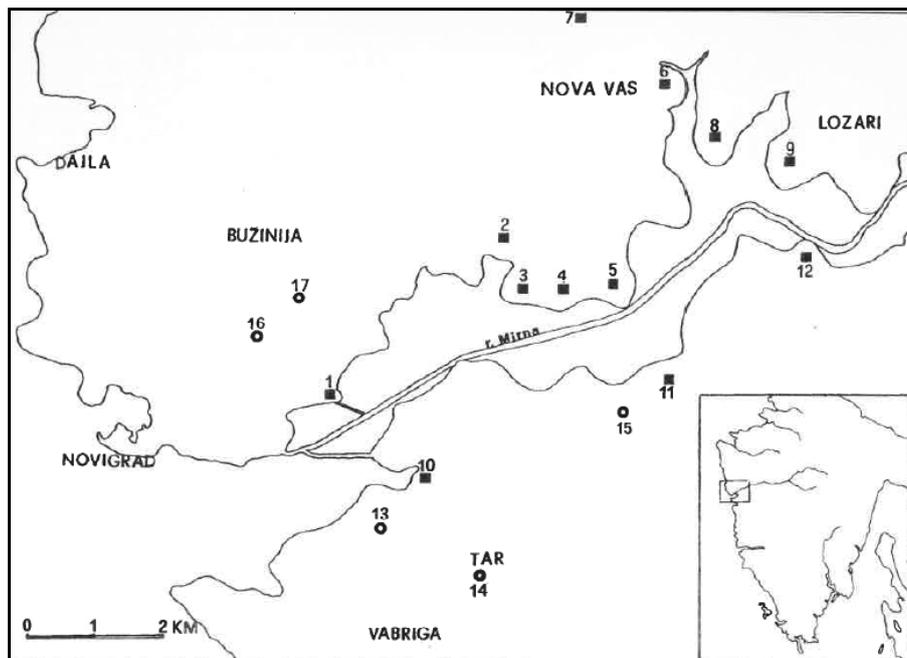 7
6
NOVA VAS
8
LOZARI
DAJLA
9
2
BUŽINIJA
12
17
3 4 5
16
r. Mirna
1
11
15
NOVIGRAD
10
13
TAR
14
0 1 2 KM
VABRIGA